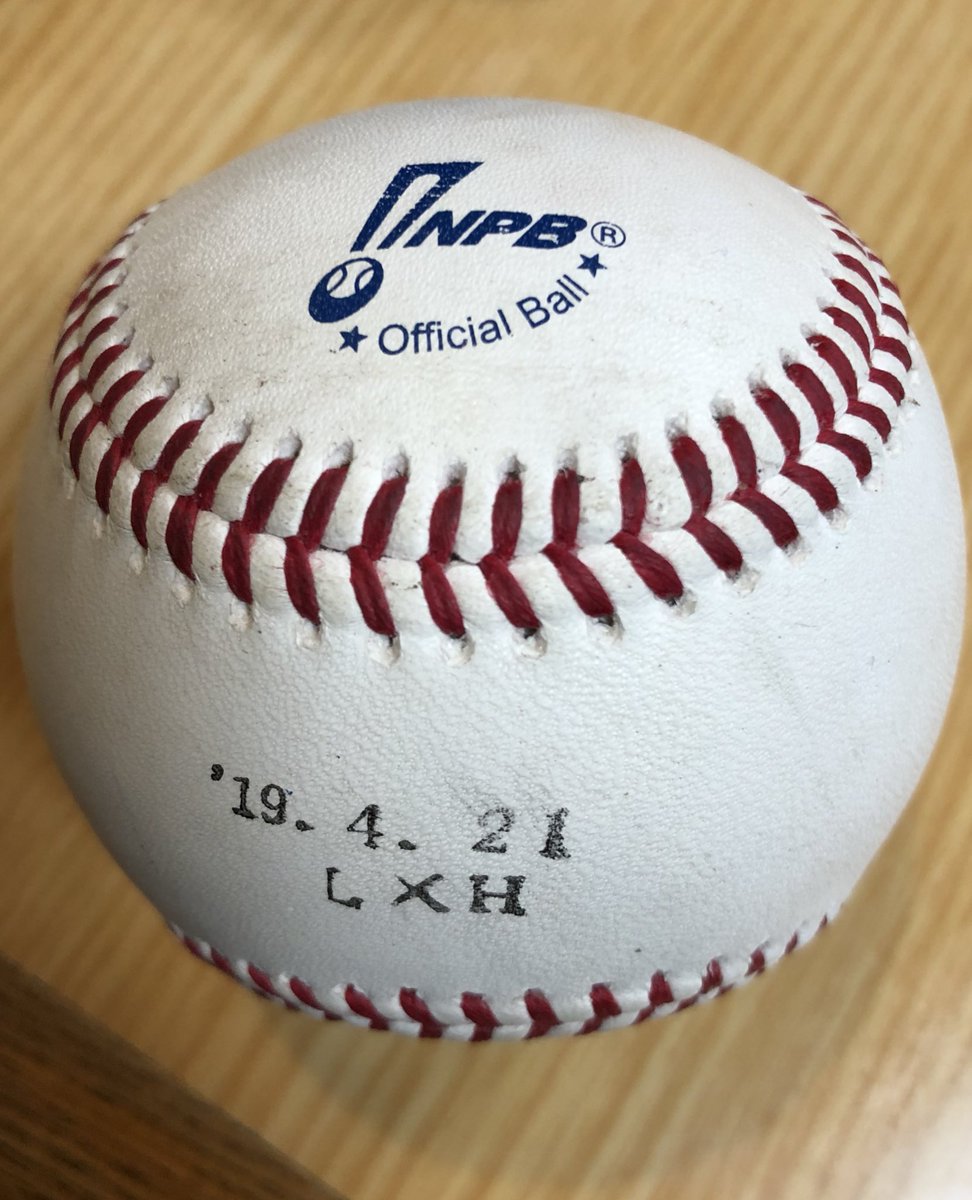 NPB®
★ Official Ball ★
'19. 4. 21
L×H